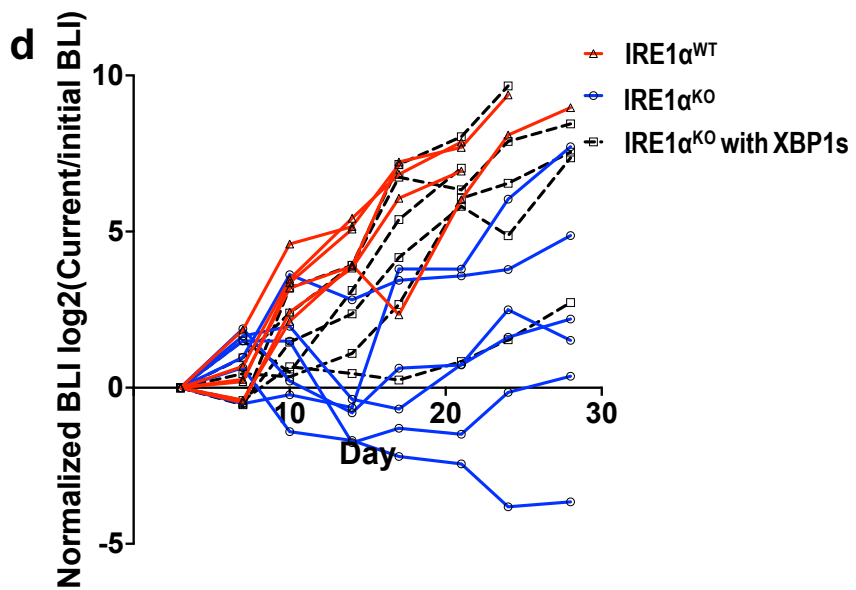 d
Normalized BLI log2(Current/initial BLI)
10
5
0
-5
10
20
30
Day
IRE1α^WT
IRE1α^KO
IRE1α^KO with XBP1s